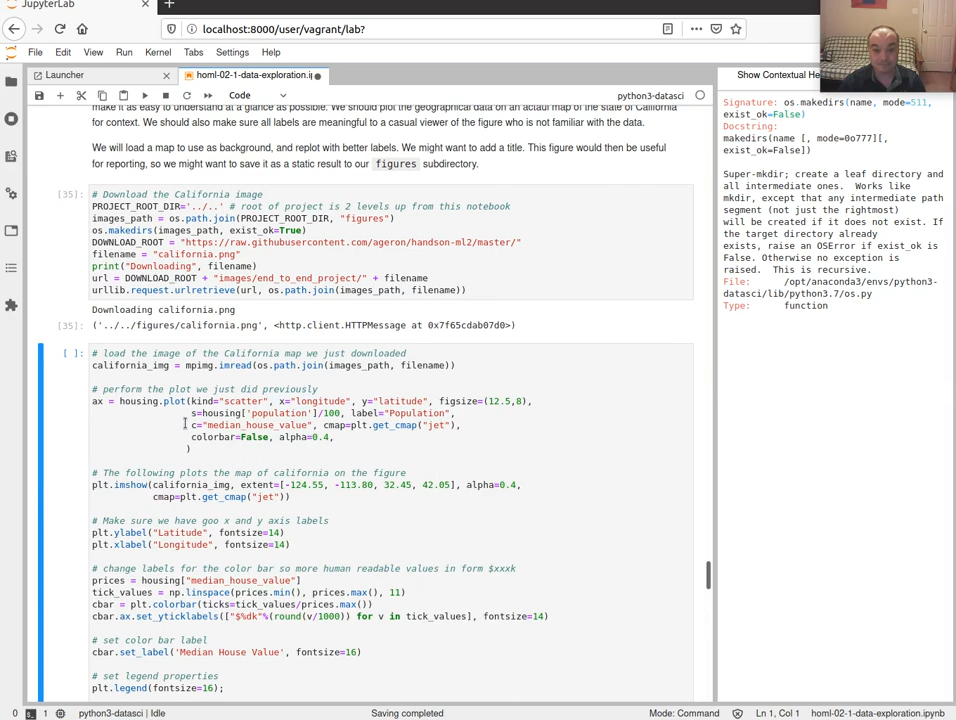 JupyterLab
localhost:8000/user/vagrant/lab?
File Edit View Run Kernel Tabs Settings Help
Launcher
homl-02-1-data-exploration.ip
Show Contextual He
Code
python3-datasci
make it as easy to understand at a glance as possible. We should plot the geographical data on an actaul map of the state of California
for context. We should also make sure all labels are meaningful to a casual viewer of the figure who is not familiar with the data.
We will load a map to use as background, and replot with better labels. We might want to add a title. This figure would then be useful
for reporting, so we might want to save it as a static result to our figures subdirectory.
[35]:
# Download the California image
PROJECT_ROOT_DIR='../..' # root of project is 2 levels up from this notebook
images_path = os.path.join(PROJECT_ROOT_DIR, "figures")
os.makedirs(images_path, exist_ok=True)
DOWNLOAD_ROOT = "https://raw.githubusercontent.com/ageron/handson-ml2/master/"
filename = "california.png"
print("Downloading", filename)
url = DOWNLOAD_ROOT + "images/end_to_end_project/" + filename
urllib.request.urlretrieve(url, os.path.join(images_path, filename))
Downloading california.png
[35]: ('../../figures/california.png', <http.client.HTTPMessage at 0x7f65cdab07d0>)
[ ]:
# load the image of the California map we just downloaded
california_img = mpimg.imread(os.path.join(images_path, filename))
# perform the plot we just did previously
ax = housing.plot(kind="scatter", x="longitude", y="latitude", figsize=(12.5,8),
s=housing['population']/100, label="Population",
c="median_house_value", cmap=plt.get_cmap("jet"),
colorbar=False, alpha=0.4,
)
# The following plots the map of california on the figure
plt.imshow(california_img, extent=[-124.55, -113.80, 32.45, 42.05], alpha=0.4,
cmap=plt.get_cmap("jet"))
# Make sure we have goo x and y axis labels
plt.ylabel("Latitude", fontsize=14)
plt.xlabel("Longitude", fontsize=14)
# change labels for the color bar so more human readable values in form $xxxk
prices = housing["median_house_value"]
tick_values = np.linspace(prices.min(), prices.max(), 11)
cbar = plt.colorbar(ticks=tick_values/prices.max())
cbar.ax.set_yticklabels(["$%dk"%(round(v/1000)) for v in tick_values], fontsize=14)
# set color bar label
cbar.set_label('Median House Value', fontsize=16)
# set legend properties
plt.legend(fontsize=16);
Signature: os.makedirs(name, mode=511,
exist_ok=False)
Docstring:
makedirs(name [, mode=0o777][,
exist_ok=False])
Super-mkdir; create a leaf directory and
all intermediate ones. Works like
mkdir, except that any intermediate path
segment (not just the rightmost)
will be created if it does not exist. If
the target directory already
exists, raise an OSError if exist_ok is
False. Otherwise no exception is
raised. This is recursive.
File: /opt/anaconda3/envs/python3-
datasci/lib/python3.7/os.py
Type: function
0 1 python3-datasci | Idle
Saving completed
Mode: Command
Ln 1, Col 1
homl-02-1-data-exploration.ipynb